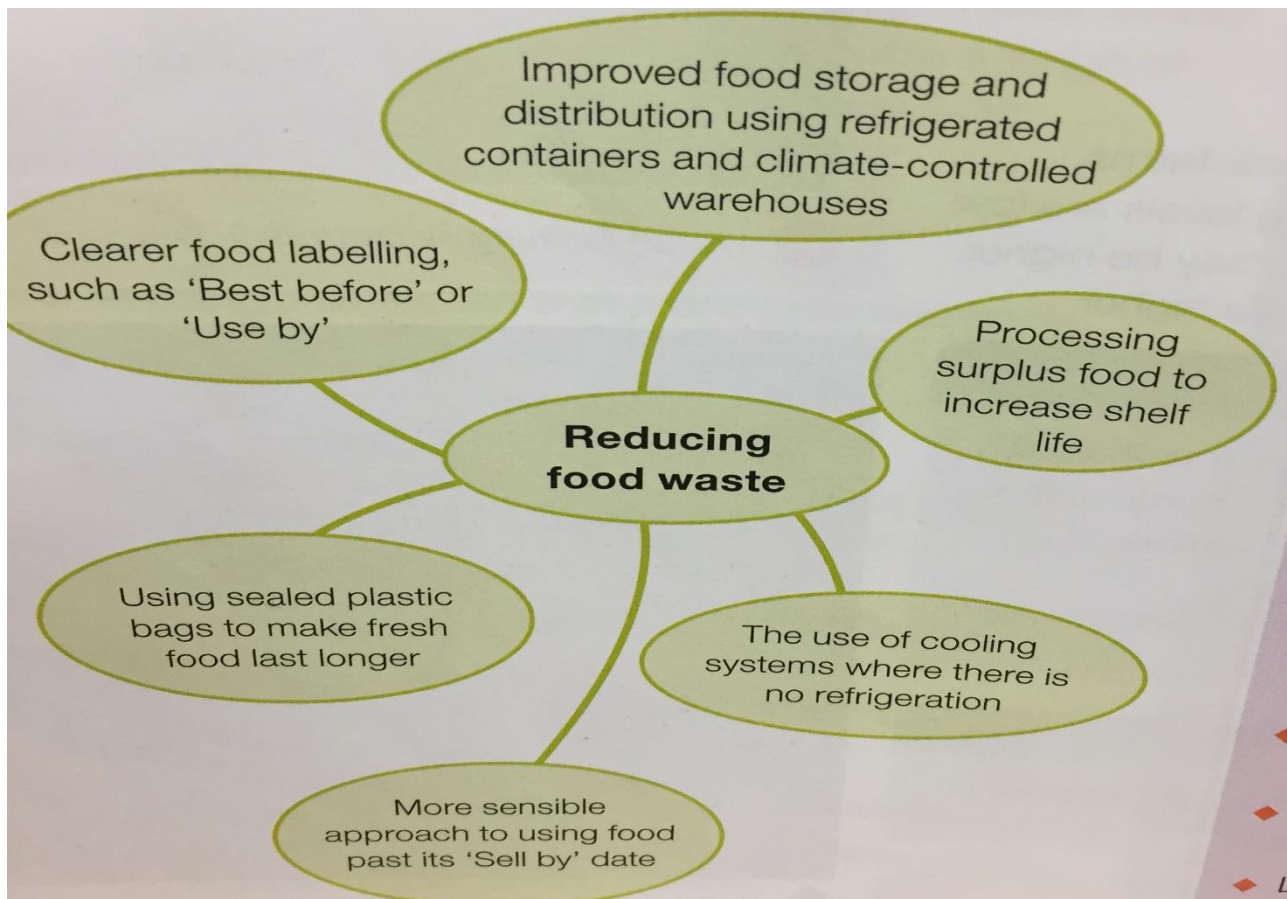 Improved food storage and
distribution using refrigerated
containers and climate-controlled
warehouses
Clearer food labelling,
such as ‘Best before’ or
‘Use by’
Processing
surplus food to
increase shelf
life
Reducing
food waste
Using sealed plastic
bags to make fresh
food last longer
The use of cooling
systems where there is
no refrigeration
More sensible
approach to using food
past its ‘Sell by’ date